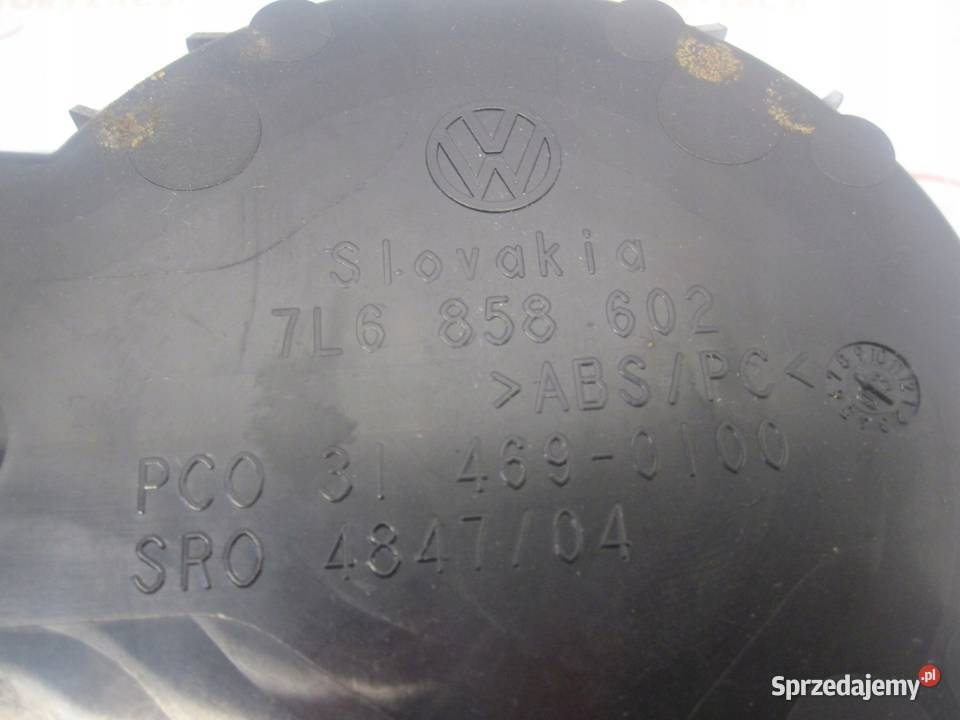 Slovakia
7L6 858 602
>ABS/PC<
PCO 31 469-0100
SRO 4847/04
Sprzedajemy.pl